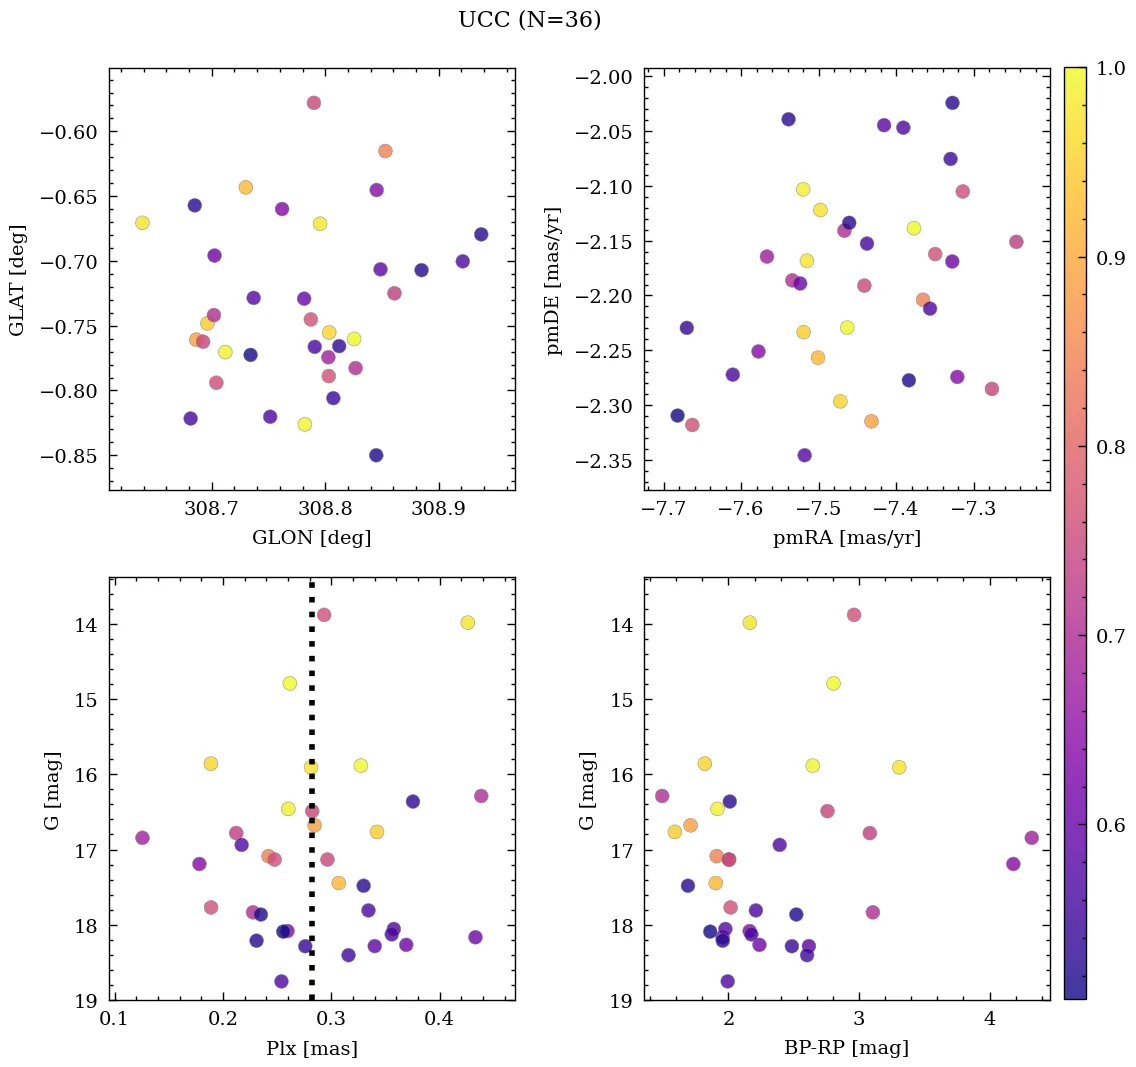 UCC (N=36)
−0.60
−0.65
−0.70
−0.75
−0.80
−0.85
GLAT [deg]
308.7 308.8 308.9
GLON [deg]
−2.00
−2.05
−2.10
−2.15
−2.20
−2.25
−2.30
−2.35
pmDE [mas/yr]
−7.7 −7.6 −7.5 −7.4 −7.3
pmRA [mas/yr]
14
15
16
17
18
19
G [mag]
0.1 0.2 0.3 0.4
Plx [mas]
14
15
16
17
18
19
G [mag]
2 3 4
BP-RP [mag]
1.0
0.9
0.8
0.7
0.6